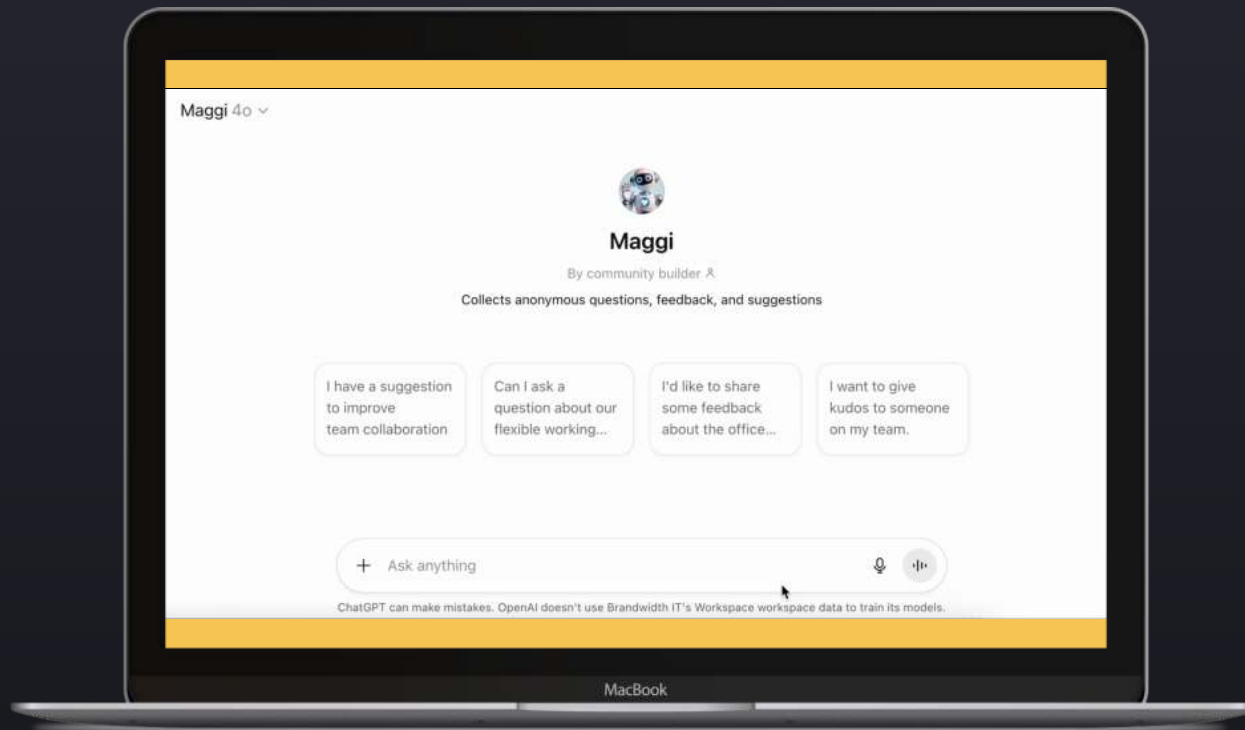 Maggi 4o
Maggi
By community builder
Collects anonymous questions, feedback, and suggestions
I have a suggestion
to improve
team collaboration
Can I ask a
question about our
flexible working...
I'd like to share
some feedback
about the office...
I want to give
kudos to someone
on my team.
Ask anything
ChatGPT can make mistakes. OpenAI doesn't use Brandwidth IT's Workspace workspace data to train its models.
MacBook